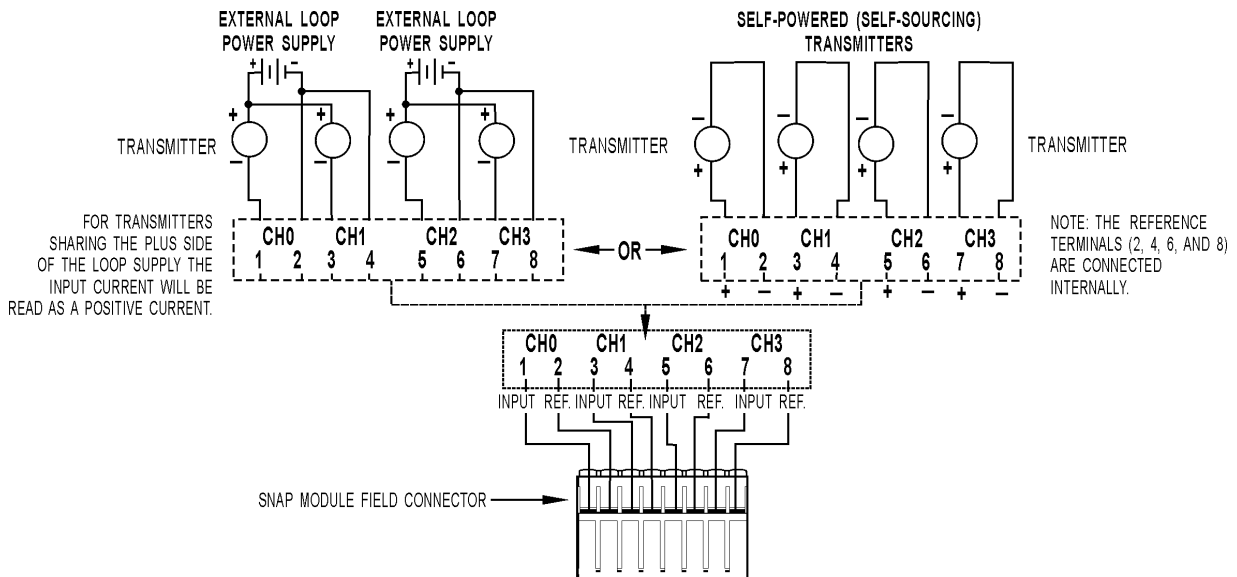 EXTERNAL LOOP
POWER SUPPLY
EXTERNAL LOOP
POWER SUPPLY
+ –
+ –
+ + + +
TRANSMITTER
– – – –
FOR TRANSMITTERS
SHARING THE PLUS SIDE
OF THE LOOP SUPPLY THE
INPUT CURRENT WILL BE
READ AS A POSITIVE CURRENT.
CH0 CH1 CH2 CH3
1 2 3 4 5 6 7 8
OR
SELF-POWERED (SELF-SOURCING)
TRANSMITTERS
– – – –
TRANSMITTER
TRANSMITTER
+ + + +
CH0 CH1 CH2 CH3
1 2 3 4 5 6 7 8
+ – + – + – + –
NOTE: THE REFERENCE
TERMINALS (2, 4, 6, AND 8)
ARE CONNECTED
INTERNALLY.
CH0 CH1 CH2 CH3
1 2 3 4 5 6 7 8
INPUT REF. INPUT REF. INPUT REF. INPUT REF.
SNAP MODULE FIELD CONNECTOR